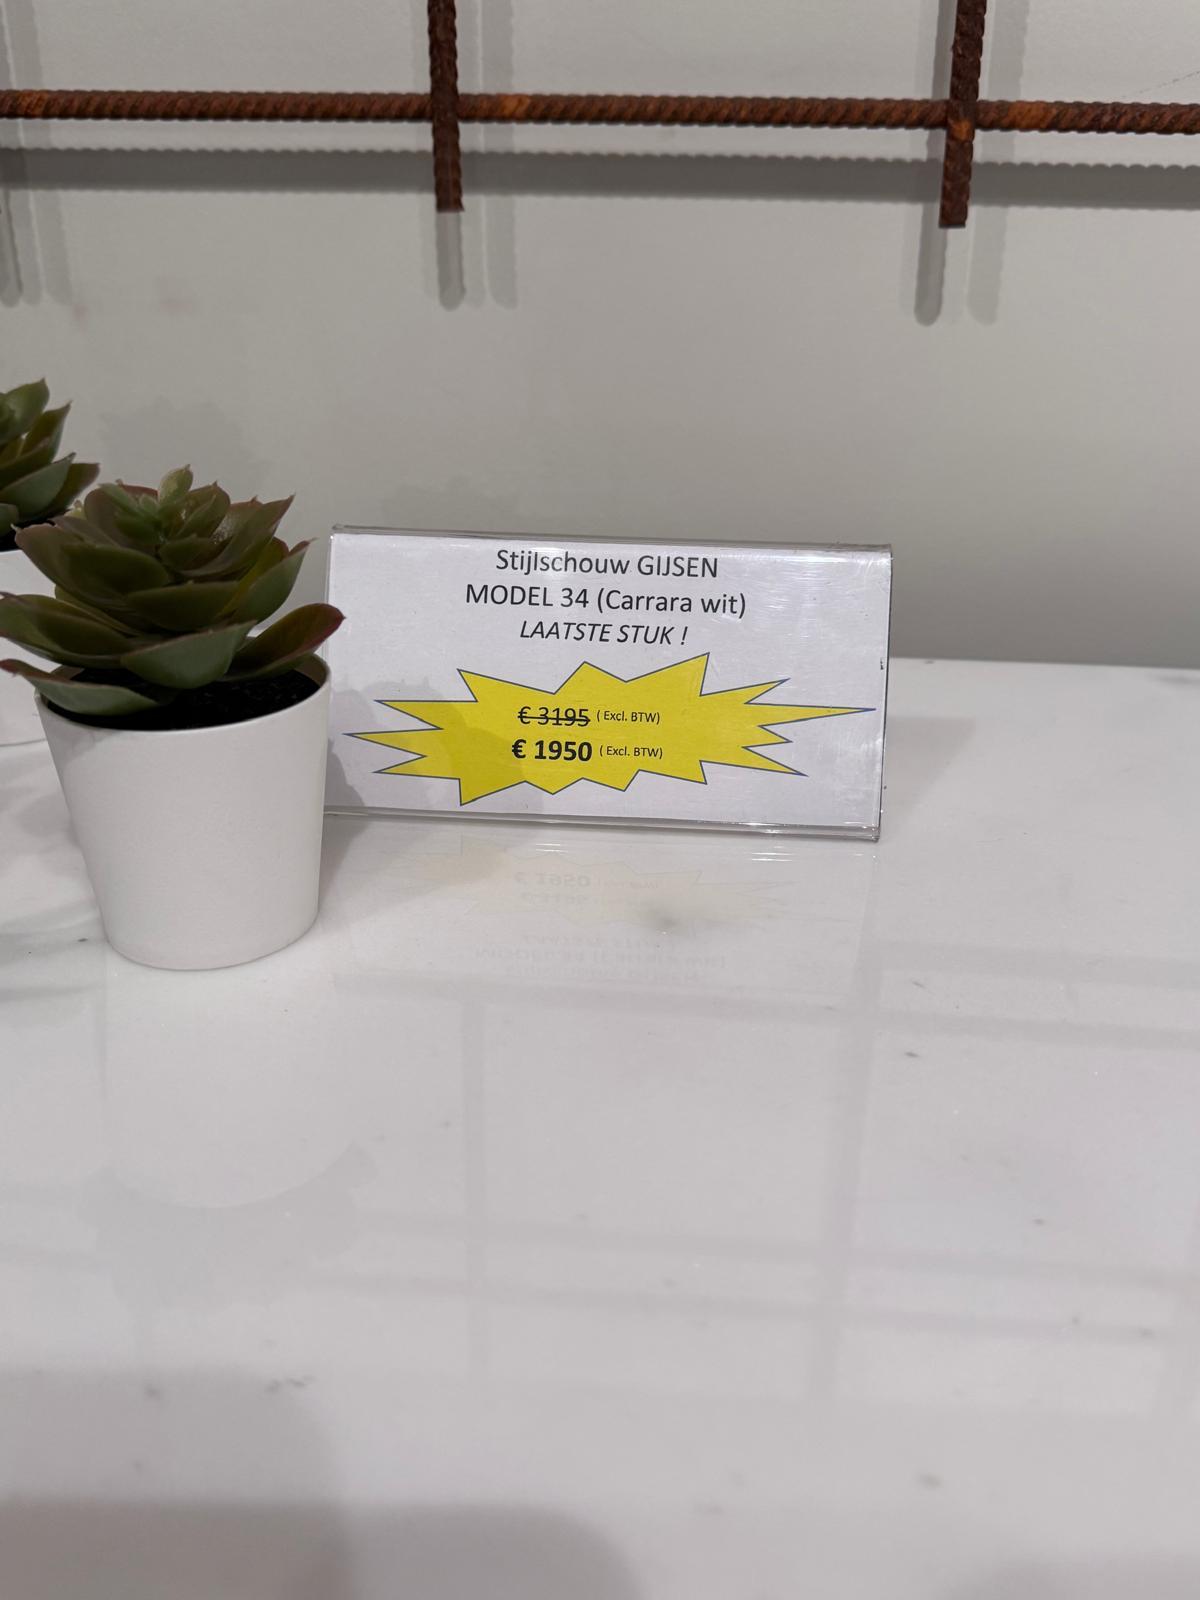 Stijlschouw GIJSEN
MODEL 34 (Carrara wit)
LAATSTE STUK !
€ 3195 ( Excl. BTW)
€ 1950 ( Excl. BTW)